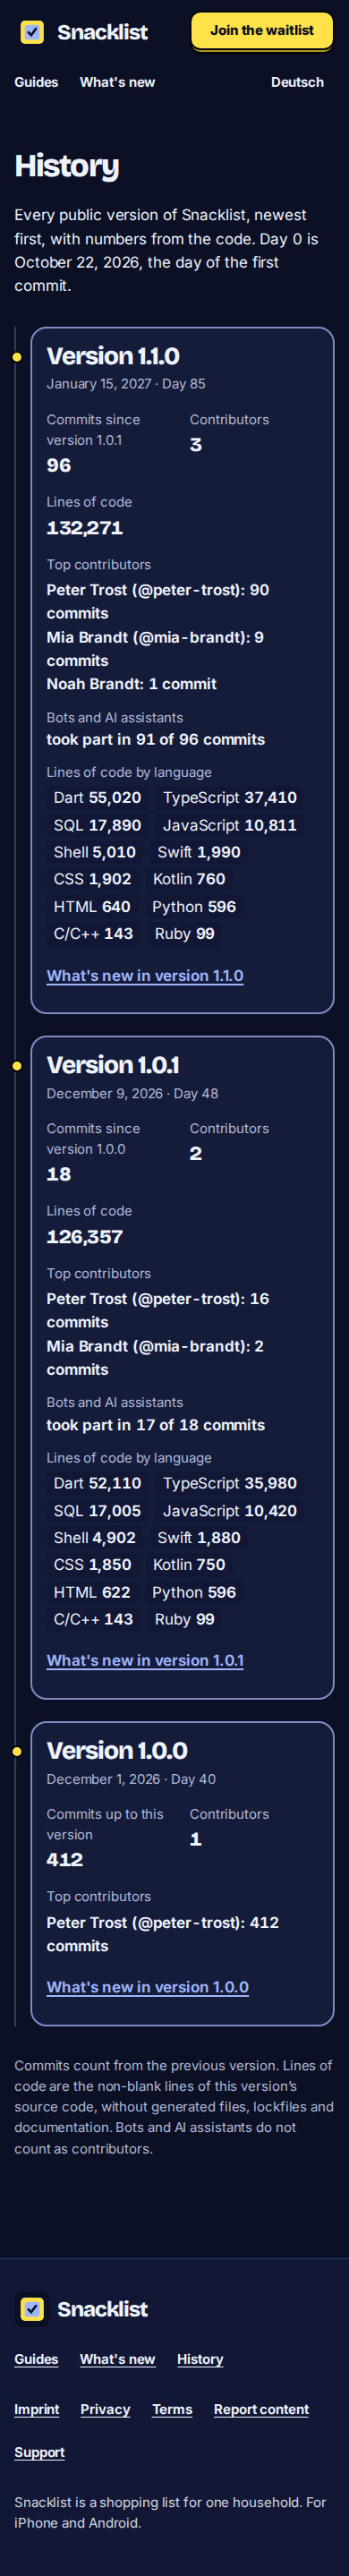 Snacklist
Join the waitlist
Guides What's new Deutsch
History
Every public version of Snacklist, newest
first, with numbers from the code. Day 0 is
October 22, 2026, the day of the first
commit.
Version 1.1.0
January 15, 2027 · Day 85
Commits since
version 1.0.1
96
Contributors
3
Lines of code
132,271
Top contributors
Peter Trost (@peter-trost): 90
commits
Mia Brandt (@mia-brandt): 9
commits
Noah Brandt: 1 commit
Bots and AI assistants
took part in 91 of 96 commits
Lines of code by language
Dart 55,020 TypeScript 37,410
SQL 17,890 JavaScript 10,811
Shell 5,010 Swift 1,990
CSS 1,902 Kotlin 760
HTML 640 Python 596
C/C++ 143 Ruby 99
What's new in version 1.1.0
Version 1.0.1
December 9, 2026 · Day 48
Commits since
version 1.0.0
18
Contributors
2
Lines of code
126,357
Top contributors
Peter Trost (@peter-trost): 16
commits
Mia Brandt (@mia-brandt): 2
commits
Bots and AI assistants
took part in 17 of 18 commits
Lines of code by language
Dart 52,110 TypeScript 35,980
SQL 17,005 JavaScript 10,420
Shell 4,902 Swift 1,880
CSS 1,850 Kotlin 750
HTML 622 Python 596
C/C++ 143 Ruby 99
What's new in version 1.0.1
Version 1.0.0
December 1, 2026 · Day 40
Commits up to this
version
412
Contributors
1
Top contributors
Peter Trost (@peter-trost): 412
commits
What's new in version 1.0.0
Commits count from the previous version. Lines of
code are the non-blank lines of this version's
source code, without generated files, lockfiles and
documentation. Bots and AI assistants do not
count as contributors.
Snacklist
Guides What's new History
Imprint Privacy Terms Report content
Support
Snacklist is a shopping list for one household. For
iPhone and Android.